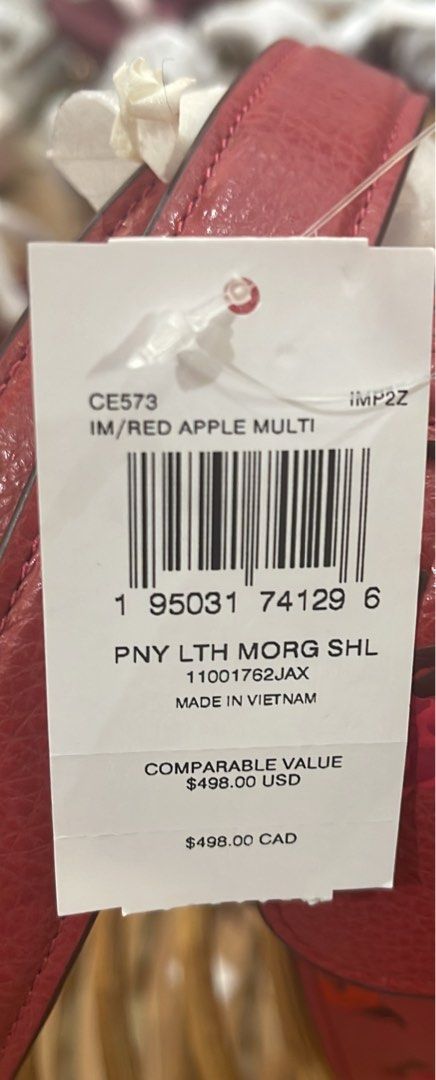 CE573 IMP2Z
IM/RED APPLE MULTI
1 95031 74129 6
PNY LTH MORG SHL
11001762JAX
MADE IN VIETNAM
COMPARABLE VALUE
$498.00 USD
$498.00 CAD